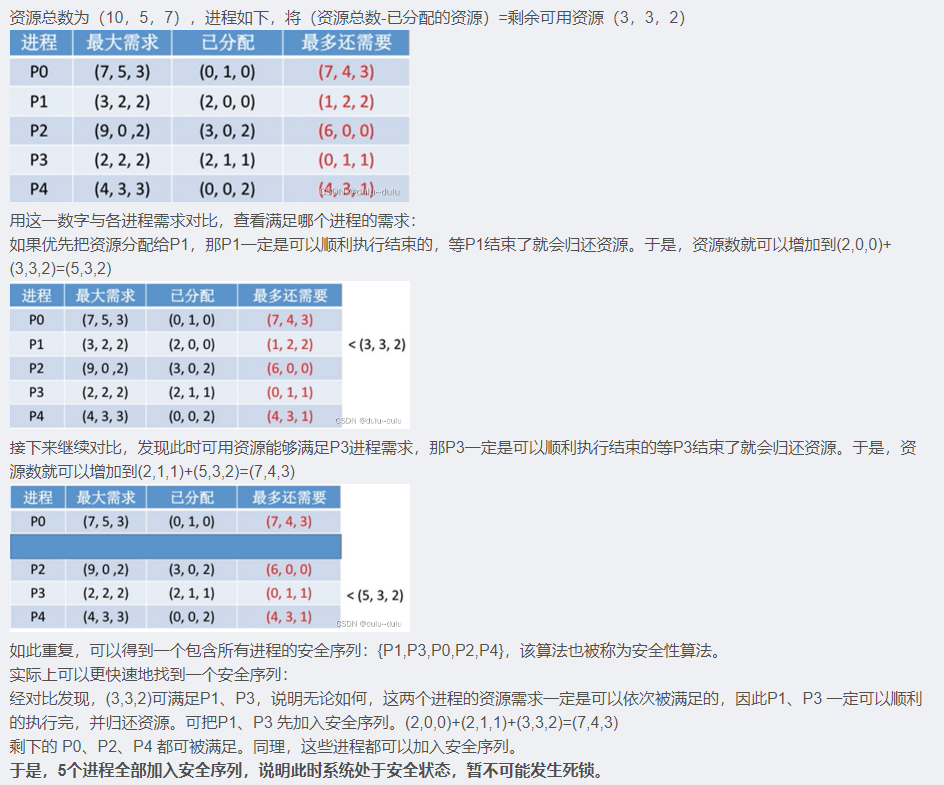 资源总数为（10，5，7），进程如下，将（资源总数-已分配的资源）=剩余可用资源（3，3，2）
进程 最大需求 已分配 最多还需要
P0 (7, 5, 3) (0, 1, 0) (7, 4, 3)
P1 (3, 2, 2) (2, 0, 0) (1, 2, 2)
P2 (9, 0 ,2) (3, 0, 2) (6, 0, 0)
P3 (2, 2, 2) (2, 1, 1) (0, 1, 1)
P4 (4, 3, 3) (0, 0, 2) (4, 3, 1)
CSDN @dulu~dulu
用这一数字与各进程需求对比，查看满足哪个进程的需求：
如果优先把资源分配给P1，那P1一定是可以顺利执行结束的，等P1结束了就会归还资源。于是，资源数就可以增加到(2,0,0)+
(3,3,2)=(5,3,2)
进程 最大需求 已分配 最多还需要
P0 (7, 5, 3) (0, 1, 0) (7, 4, 3)
P1 (3, 2, 2) (2, 0, 0) (1, 2, 2) < (3, 3, 2)
P2 (9, 0 ,2) (3, 0, 2) (6, 0, 0)
P3 (2, 2, 2) (2, 1, 1) (0, 1, 1)
P4 (4, 3, 3) (0, 0, 2) (4, 3, 1)
CSDN @dulu~dulu
接下来继续对比，发现此时可用资源能够满足P3进程需求，那P3一定是可以顺利执行结束的等P3结束了就会归还资源。于是，资
源数就可以增加到(2,1,1)+(5,3,2)=(7,4,3)
进程 最大需求 已分配 最多还需要
P0 (7, 5, 3) (0, 1, 0) (7, 4, 3)
P2 (9, 0 ,2) (3, 0, 2) (6, 0, 0)
P3 (2, 2, 2) (2, 1, 1) (0, 1, 1) < (5, 3, 2)
P4 (4, 3, 3) (0, 0, 2) (4, 3, 1)
CSDN @dulu~dulu
如此重复，可以得到一个包含所有进程的安全序列：{P1,P3,P0,P2,P4}，该算法也被称为安全性算法。
实际上可以更快速地找到一个安全序列：
经对比发现，(3,3,2)可满足P1、P3，说明无论如何，这两个进程的资源需求一定是可以依次被满足的，因此P1、P3 一定可以顺利
的执行完，并归还资源。可把P1、P3 先加入安全序列。(2,0,0)+(2,1,1)+(3,3,2)=(7,4,3)
剩下的 P0、P2、P4 都可被满足。同理，这些进程都可以加入安全序列。
于是，5个进程全部加入安全序列，说明此时系统处于安全状态，暂不可能发生死锁。